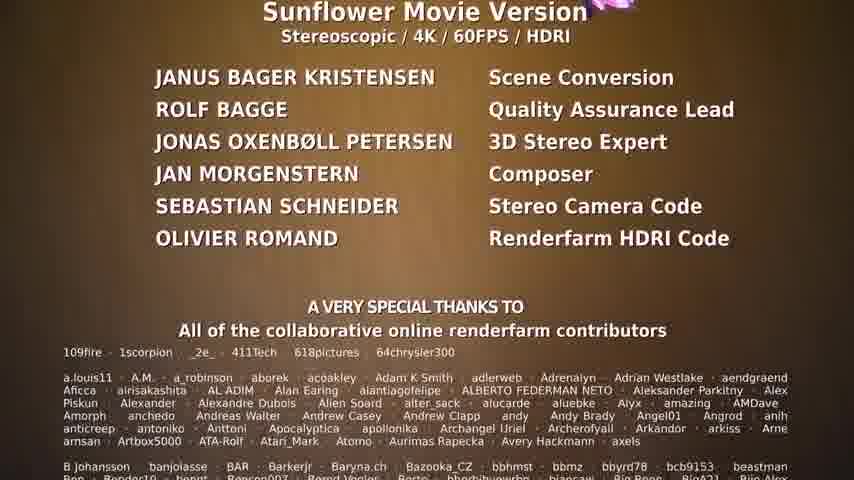 Sunflower Movie Version
Stereoscopic / 4K / 60FPS / HDRI
JANUS BAGER KRISTENSEN Scene Conversion
ROLF BAGGE Quality Assurance Lead
JONAS OXENBØLL PETERSEN 3D Stereo Expert
JAN MORGENSTERN Composer
SEBASTIAN SCHNEIDER Stereo Camera Code
OLIVIER ROMAND Renderfarm HDRI Code
A VERY SPECIAL THANKS TO
All of the collaborative online renderfarm contributors
109fire · 1scorpion · _2e_ · 411Tech · 618pictures · 64chrysler300
a.louis11 · A.M. · a_robinson · aborek · acoakley · Adam K Smith · adlerweb · Adrenalyn · Adrian Westlake · aendgraend
Aficca · airisakashita · AL ADIM · Alan Earing · alantiagofelipe · ALBERTO FEDERMAN NETO · Aleksander Parkitny · Alex
Piskun · Alexander · Alexandre Dubois · Alien Soard · alter_sack · alucarde · aluebke · Alyx · amazing · AMDave
Amorph · anchedo · Andreas Walter · Andrew Casey · Andrew Clapp · andy · Andy Brady · Angel01 · Angrod · anih
anticreep · antoniko · Anttoni · Apocalyptica · apollonika · Archangel Uriel · Archerofyall · Arkandor · arkiss · Arne
arnsan · Artbox5000 · ATA-Rolf · Atari_Mark · Atomo · Aurimas Rapecka · Avery Hackmann · axels
B Johansson · banjoiasse · BAR · BarkerJr · Baryna.ch · Bazooka_CZ · bbhmst · bbmz · bbyrd78 · bcb9153 · beastman